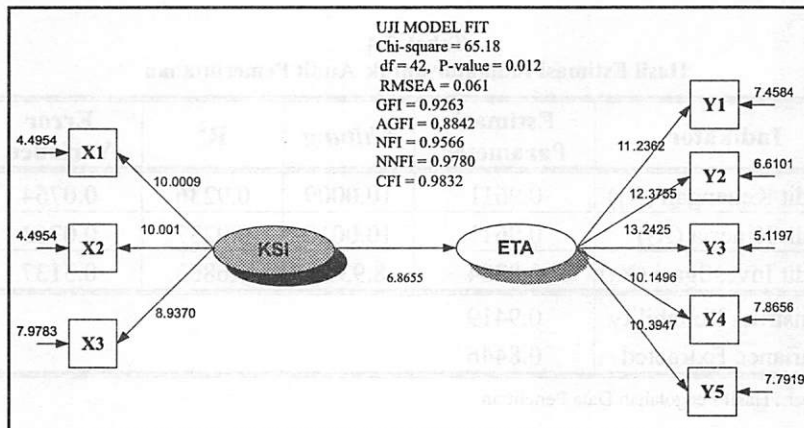 UJI MODEL FIT
Chi-square = 65.18
df = 42, P-value = 0.012
RMSEA = 0.061
GFI = 0.9263
AGFI = 0,8842
NFI = 0.9566
NNFI = 0.9780
CFI = 0.9832
4.4954
X1
10.0009
4.4954
X2
10.001
7.9783
X3
8.9370
KSI
6.8655
ETA
11.2362
Y1
7.4584
12.3755
Y2
6.6101
13.2425
Y3
5.1197
10.1496
Y4
7.8656
10.3947
Y5
7.7919